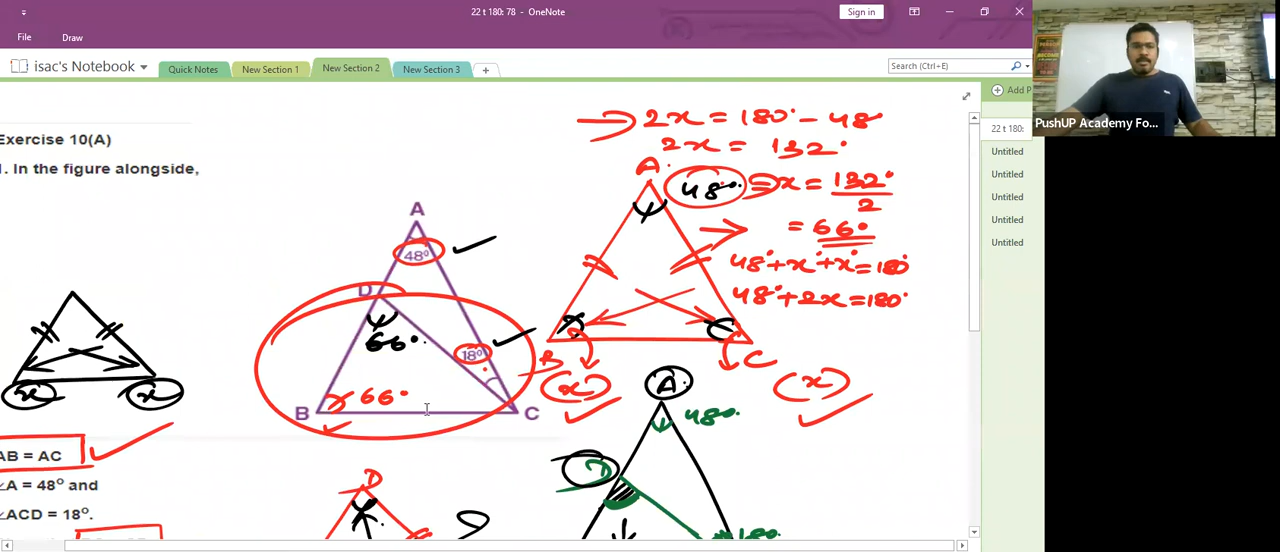 22 t 180: 78 - OneNote
Sign in
File
Draw
isac's Notebook
Quick Notes
New Section 1
New Section 2
New Section 3
+
Search (Ctrl+E)
Add P
22 t 180:
Untitled
Untitled
Untitled
Untitled
Untitled
PushUP Academy Fo...
Exercise 10(A)
1. In the figure alongside,
A
48°
D
66°
18°
66°
B
C
x
x
AB = AC
∠A = 48° and
∠ACD = 18°.
⇒ 2x = 180° - 48°
2x = 132°
A
48°
⇒ x = 132°
2
= 66°
48° + x° + x° = 180°
48° + 2x = 180°
B
C
(x)
(x)
A
48°
D
18°
D